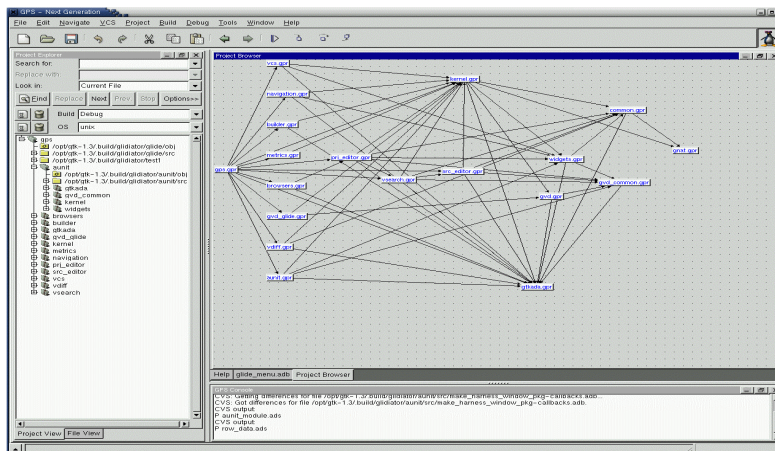 GPS - Next Generation
File Edit Navigate VCS Project Build Debug Tools Window Help
Project Explorer
Search for:
Replace with:
Look in: Current File
Find Replace Next Prev Stop Options>>
Build Debug
OS unix
gps
/opt/gtk-1.3/.build/glidiator/glide/obj
/opt/gtk-1.3/.build/glidiator/glide/src
/opt/gtk-1.3/.build/glidiator/test1
aunit
/opt/gtk-1.3/.build/glidiator/aunit/obj
/opt/gtk-1.3/.build/glidiator/aunit/src
gtkada
gvd_common
kernel
widgets
browsers
builder
gtkada
gvd_glide
kernel
metrics
navigation
prj_editor
src_editor
vcs
vdiff
vsearch
Project View File View
Project Browser
vcs.gpr
kernel.gpr
navigation.gpr
common.gpr
builder.gpr
gnat.gpr
metrics.gpr
prj_editor.gpr
widgets.gpr
gps.gpr
src_editor.gpr
vsearch.gpr
browsers.gpr
gvd_common.gpr
gvd.gpr
gvd_glide.gpr
vdiff.gpr
aunit.gpr
gtkada.gpr
Help glide_menu.adb Project Browser
GPS Console
CVS: Getting differences for file /opt/gtk-1.3/.build/glidiator/aunit/src/make_harness_window_pkg-callbacks.adb...
CVS: Got differences for file /opt/gtk-1.3/.build/glidiator/aunit/src/make_harness_window_pkg-callbacks.adb.
CVS output:
P aunit_module.ads
CVS output:
P row_data.ads